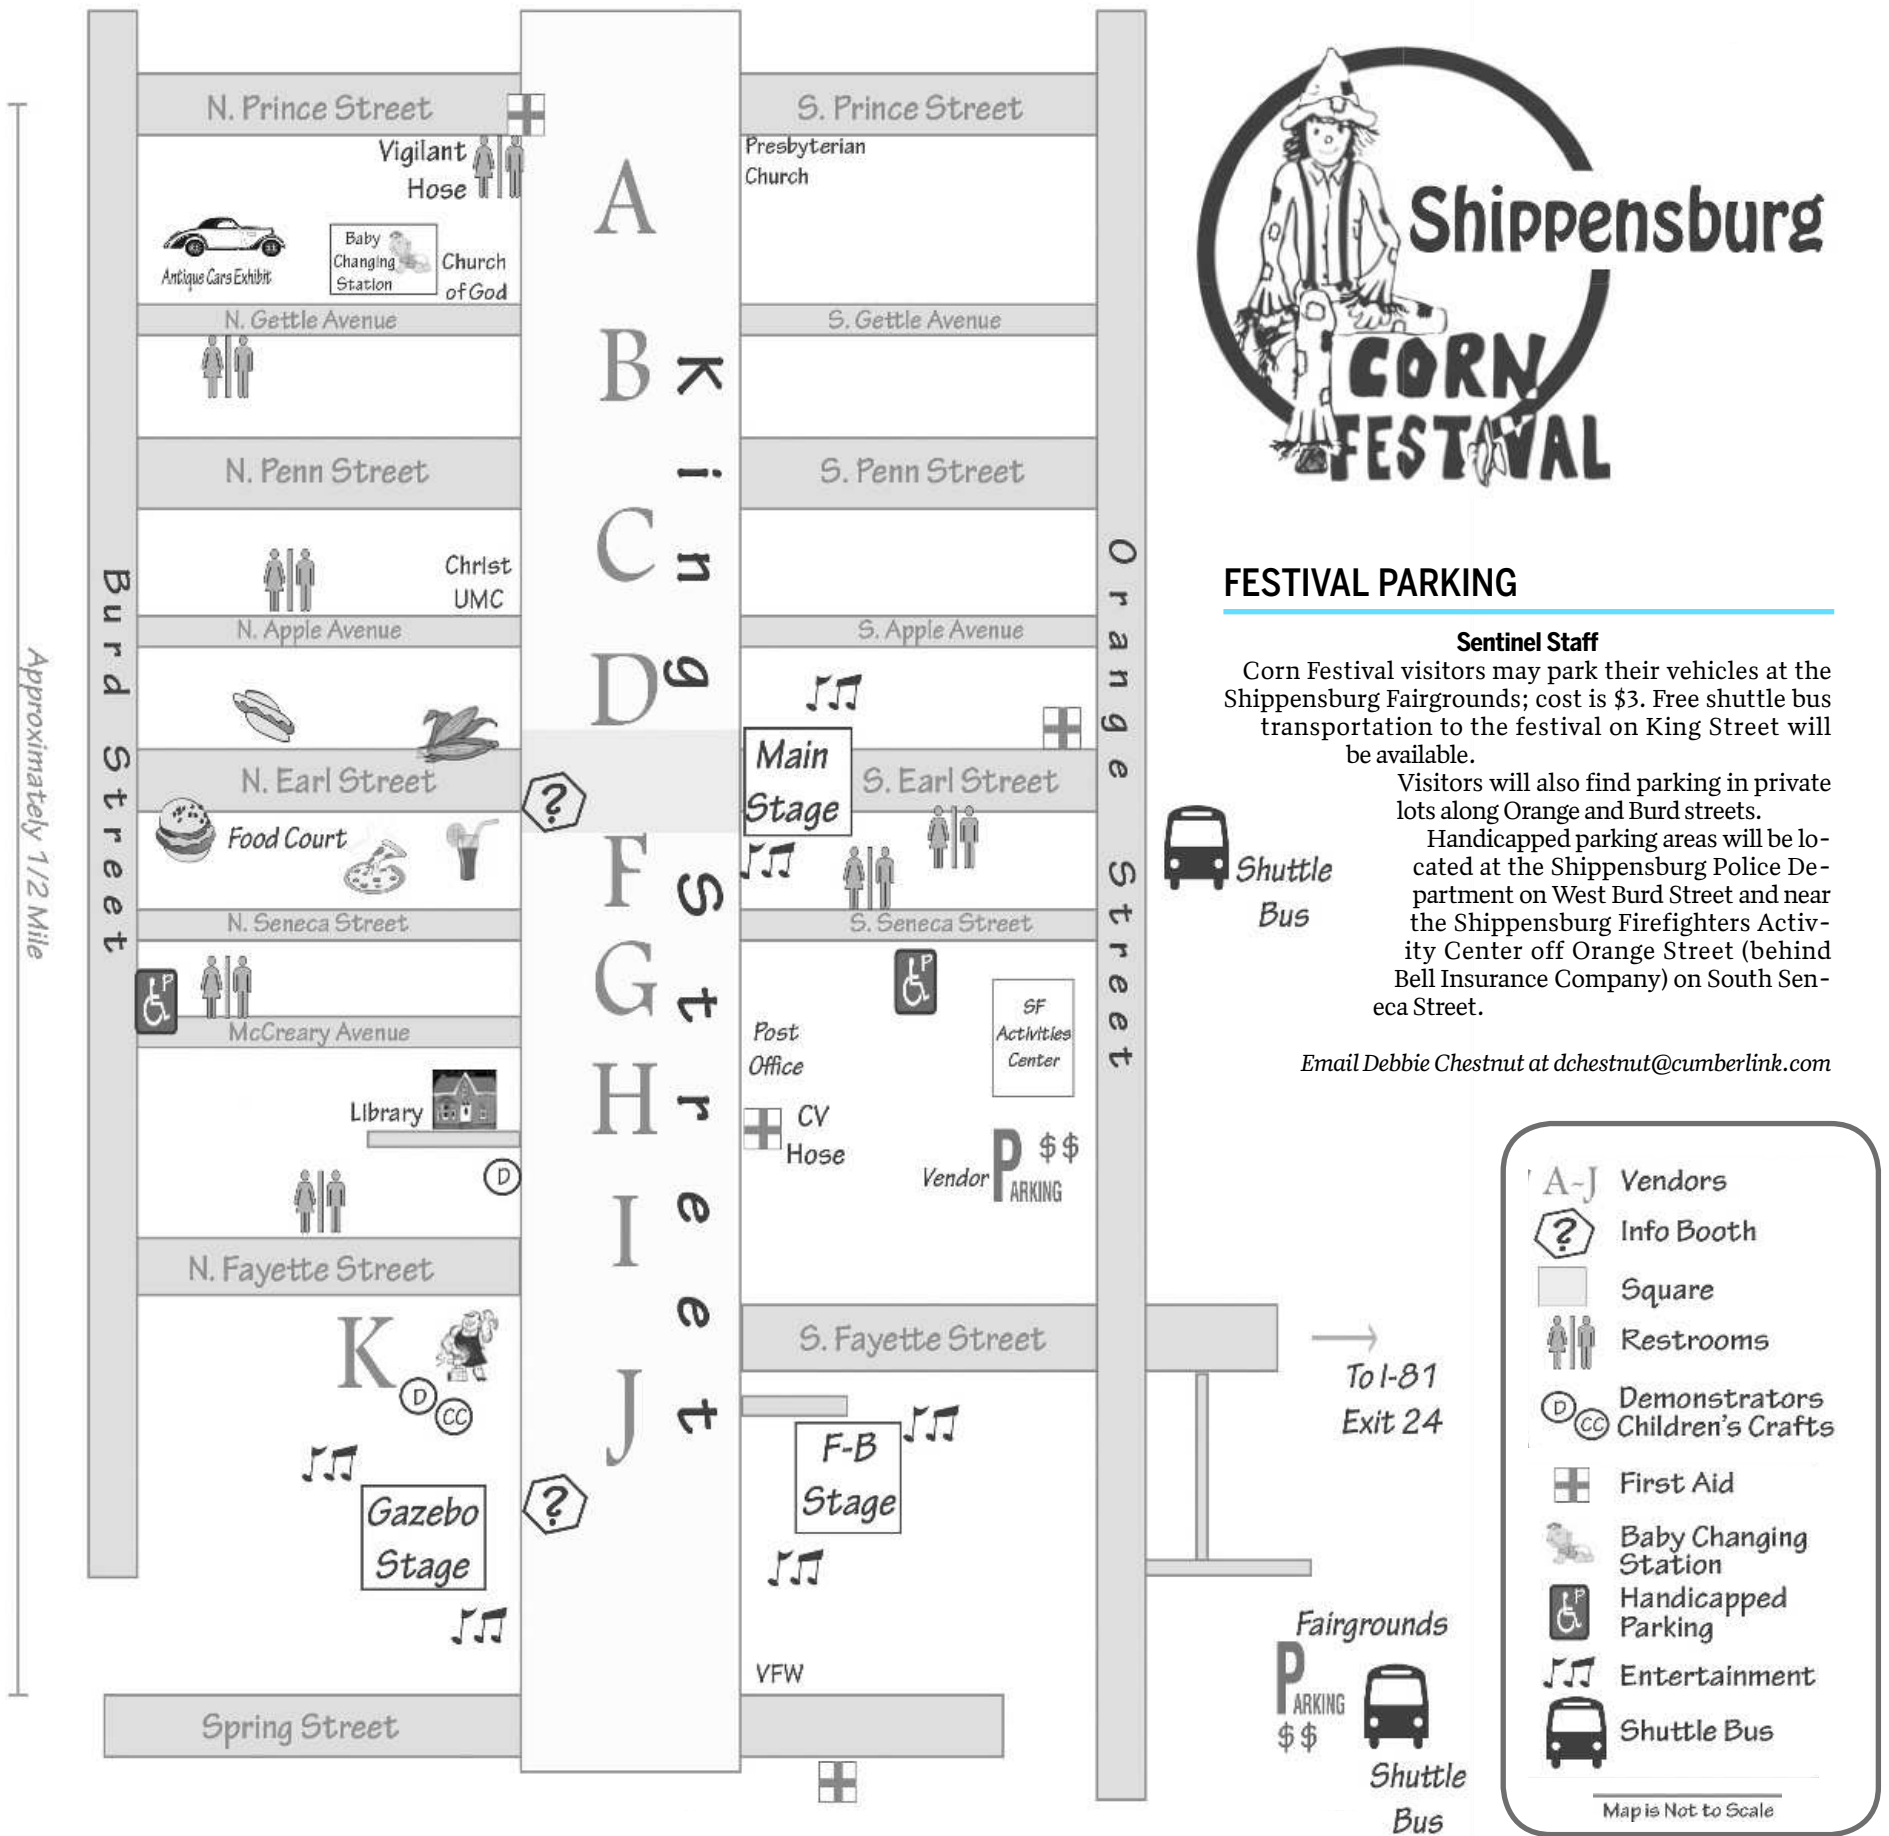 N. Prince Street
S. Prince Street
Vigilant
Hose
Presbyterian
Church
A
Antique Cars Exhibit
Baby
Changing
Station
Church
of God
N. Gettle Avenue
S. Gettle Avenue
B
N. Penn Street
S. Penn Street
C
Christ
UMC
N. Apple Avenue
S. Apple Avenue
D
Main
Stage
N. Earl Street
?
S. Earl Street
Food Court
F
N. Seneca Street
S. Seneca Street
G
P
P
SF
Activities
Center
Post
Office
McCreary Avenue
Library
H
CV
Hose
D
Vendor
PARKING
$$
I
N. Fayette Street
S. Fayette Street
K
D
CC
J
F-B
Stage
Gazebo
Stage
?
VFW
Spring Street
Burd Street
King Street
Orange Street
Approximately 1/2 Mile
Shippensburg
CORN
FESTIVAL
FESTIVAL PARKING
Sentinel Staff
Corn Festival visitors may park their vehicles at the
Shippensburg Fairgrounds; cost is $3. Free shuttle bus
transportation to the festival on King Street will
be available.
Visitors will also find parking in private
lots along Orange and Burd streets.
Handicapped parking areas will be lo-
cated at the Shippensburg Police De-
partment on West Burd Street and near
the Shippensburg Firefighters Activ-
ity Center off Orange Street (behind
Bell Insurance Company) on South Sen-
eca Street.
Email Debbie Chestnut at dchestnut@cumberlink.com
Shuttle
Bus
To I-81
Exit 24
Fairgrounds
PARKING
$$
Shuttle
Bus
A-J Vendors
? Info Booth
Square
Restrooms
D Demonstrators
CC Children's Crafts
First Aid
Baby Changing
Station
P Handicapped
Parking
Entertainment
Shuttle Bus
Map is Not to Scale